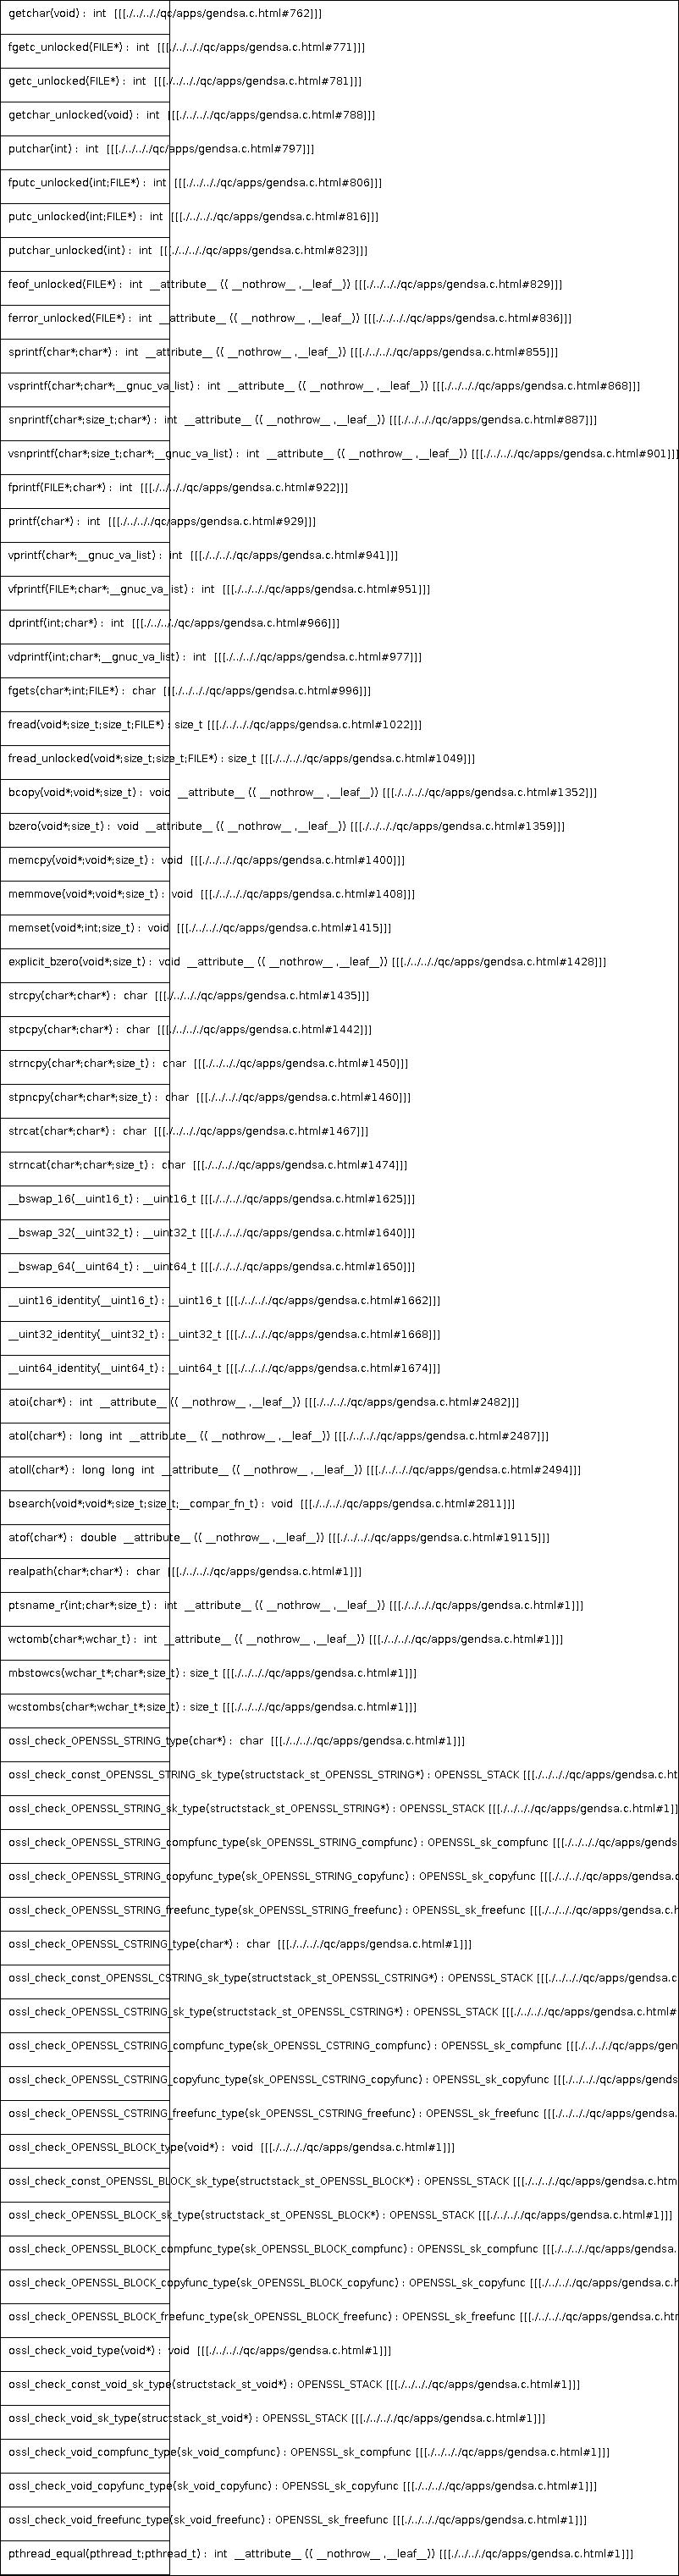 getchar(void) :  int  [[[./../././qc/apps/gendsa.c.html#762]]]
fgetc_unlocked(FILE*) :  int  [[[./../././qc/apps/gendsa.c.html#771]]]
getc_unlocked(FILE*) :  int  [[[./../././qc/apps/gendsa.c.html#781]]]
getchar_unlocked(void) :  int  [[[./../././qc/apps/gendsa.c.html#788]]]
putchar(int) :  int  [[[./../././qc/apps/gendsa.c.html#797]]]
fputc_unlocked(int;FILE*) :  int  [[[./../././qc/apps/gendsa.c.html#806]]]
putc_unlocked(int;FILE*) :  int  [[[./../././qc/apps/gendsa.c.html#816]]]
putchar_unlocked(int) :  int  [[[./../././qc/apps/gendsa.c.html#823]]]
feof_unlocked(FILE*) :  int  __attribute__ (( __nothrow__ ,__leaf__)) [[[./../././qc/apps/gendsa.c.html#829]]]
ferror_unlocked(FILE*) :  int  __attribute__ (( __nothrow__ ,__leaf__)) [[[./../././qc/apps/gendsa.c.html#836]]]
sprintf(char*;char*) :  int  __attribute__ (( __nothrow__ ,__leaf__)) [[[./../././qc/apps/gendsa.c.html#855]]]
vsprintf(char*;char*;__gnuc_va_list) :  int  __attribute__ (( __nothrow__ ,__leaf__)) [[[./../././qc/apps/gendsa.c.html#868]]]
snprintf(char*;size_t;char*) :  int  __attribute__ (( __nothrow__ ,__leaf__)) [[[./../././qc/apps/gendsa.c.html#887]]]
vsnprintf(char*;size_t;char*;__gnuc_va_list) :  int  __attribute__ (( __nothrow__ ,__leaf__)) [[[./../././qc/apps/gendsa.c.html#901]]]
fprintf(FILE*;char*) :  int  [[[./../././qc/apps/gendsa.c.html#922]]]
printf(char*) :  int  [[[./../././qc/apps/gendsa.c.html#929]]]
vprintf(char*;__gnuc_va_list) :  int  [[[./../././qc/apps/gendsa.c.html#941]]]
vfprintf(FILE*;char*;__gnuc_va_list) :  int  [[[./../././qc/apps/gendsa.c.html#951]]]
dprintf(int;char*) :  int  [[[./../././qc/apps/gendsa.c.html#966]]]
vdprintf(int;char*;__gnuc_va_list) :  int  [[[./../././qc/apps/gendsa.c.html#977]]]
fgets(char*;int;FILE*) :  char  [[[./../././qc/apps/gendsa.c.html#996]]]
fread(void*;size_t;size_t;FILE*) : size_t [[[./../././qc/apps/gendsa.c.html#1022]]]
fread_unlocked(void*;size_t;size_t;FILE*) : size_t [[[./../././qc/apps/gendsa.c.html#1049]]]
bcopy(void*;void*;size_t) :  void  __attribute__ (( __nothrow__ ,__leaf__)) [[[./../././qc/apps/gendsa.c.html#1352]]]
bzero(void*;size_t) :  void  __attribute__ (( __nothrow__ ,__leaf__)) [[[./../././qc/apps/gendsa.c.html#1359]]]
memcpy(void*;void*;size_t) :  void  [[[./../././qc/apps/gendsa.c.html#1400]]]
memmove(void*;void*;size_t) :  void  [[[./../././qc/apps/gendsa.c.html#1408]]]
memset(void*;int;size_t) :  void  [[[./../././qc/apps/gendsa.c.html#1415]]]
explicit_bzero(void*;size_t) :  void  __attribute__ (( __nothrow__ ,__leaf__)) [[[./../././qc/apps/gendsa.c.html#1428]]]
strcpy(char*;char*) :  char  [[[./../././qc/apps/gendsa.c.html#1435]]]
stpcpy(char*;char*) :  char  [[[./../././qc/apps/gendsa.c.html#1442]]]
strncpy(char*;char*;size_t) :  char  [[[./../././qc/apps/gendsa.c.html#1450]]]
stpncpy(char*;char*;size_t) :  char  [[[./../././qc/apps/gendsa.c.html#1460]]]
strcat(char*;char*) :  char  [[[./../././qc/apps/gendsa.c.html#1467]]]
strncat(char*;char*;size_t) :  char  [[[./../././qc/apps/gendsa.c.html#1474]]]
__bswap_16(__uint16_t) : __uint16_t [[[./../././qc/apps/gendsa.c.html#1625]]]
__bswap_32(__uint32_t) : __uint32_t [[[./../././qc/apps/gendsa.c.html#1640]]]
__bswap_64(__uint64_t) : __uint64_t [[[./../././qc/apps/gendsa.c.html#1650]]]
__uint16_identity(__uint16_t) : __uint16_t [[[./../././qc/apps/gendsa.c.html#1662]]]
__uint32_identity(__uint32_t) : __uint32_t [[[./../././qc/apps/gendsa.c.html#1668]]]
__uint64_identity(__uint64_t) : __uint64_t [[[./../././qc/apps/gendsa.c.html#1674]]]
atoi(char*) :  int  __attribute__ (( __nothrow__ ,__leaf__)) [[[./../././qc/apps/gendsa.c.html#2482]]]
atol(char*) :  long  int  __attribute__ (( __nothrow__ ,__leaf__)) [[[./../././qc/apps/gendsa.c.html#2487]]]
atoll(char*) :  long  long  int  __attribute__ (( __nothrow__ ,__leaf__)) [[[./../././qc/apps/gendsa.c.html#2494]]]
bsearch(void*;void*;size_t;size_t;__compar_fn_t) :  void  [[[./../././qc/apps/gendsa.c.html#2811]]]
atof(char*) :  double  __attribute__ (( __nothrow__ ,__leaf__)) [[[./../././qc/apps/gendsa.c.html#19115]]]
realpath(char*;char*) :  char  [[[./../././qc/apps/gendsa.c.html#1]]]
ptsname_r(int;char*;size_t) :  int  __attribute__ (( __nothrow__ ,__leaf__)) [[[./../././qc/apps/gendsa.c.html#1]]]
wctomb(char*;wchar_t) :  int  __attribute__ (( __nothrow__ ,__leaf__)) [[[./../././qc/apps/gendsa.c.html#1]]]
mbstowcs(wchar_t*;char*;size_t) : size_t [[[./../././qc/apps/gendsa.c.html#1]]]
wcstombs(char*;wchar_t*;size_t) : size_t [[[./../././qc/apps/gendsa.c.html#1]]]
ossl_check_OPENSSL_STRING_type(char*) :  char  [[[./../././qc/apps/gendsa.c.html#1]]]
ossl_check_const_OPENSSL_STRING_sk_type(structstack_st_OPENSSL_STRING*) : OPENSSL_STACK [[[./../././qc/apps/gendsa.c.ht
ossl_check_OPENSSL_STRING_sk_type(structstack_st_OPENSSL_STRING*) : OPENSSL_STACK [[[./../././qc/apps/gendsa.c.html#1]]]
ossl_check_OPENSSL_STRING_compfunc_type(sk_OPENSSL_STRING_compfunc) : OPENSSL_sk_compfunc [[[./../././qc/apps/gends
ossl_check_OPENSSL_STRING_copyfunc_type(sk_OPENSSL_STRING_copyfunc) : OPENSSL_sk_copyfunc [[[./../././qc/apps/gendsa.c
ossl_check_OPENSSL_STRING_freefunc_type(sk_OPENSSL_STRING_freefunc) : OPENSSL_sk_freefunc [[[./../././qc/apps/gendsa.c.h
ossl_check_OPENSSL_CSTRING_type(char*) :  char  [[[./../././qc/apps/gendsa.c.html#1]]]
ossl_check_const_OPENSSL_CSTRING_sk_type(structstack_st_OPENSSL_CSTRING*) : OPENSSL_STACK [[[./../././qc/apps/gendsa.c
ossl_check_OPENSSL_CSTRING_sk_type(structstack_st_OPENSSL_CSTRING*) : OPENSSL_STACK [[[./../././qc/apps/gendsa.c.html#
ossl_check_OPENSSL_CSTRING_compfunc_type(sk_OPENSSL_CSTRING_compfunc) : OPENSSL_sk_compfunc [[[./../././qc/apps/gen
ossl_check_OPENSSL_CSTRING_copyfunc_type(sk_OPENSSL_CSTRING_copyfunc) : OPENSSL_sk_copyfunc [[[./../././qc/apps/gends
ossl_check_OPENSSL_CSTRING_freefunc_type(sk_OPENSSL_CSTRING_freefunc) : OPENSSL_sk_freefunc [[[./../././qc/apps/gendsa.
ossl_check_OPENSSL_BLOCK_type(void*) :  void  [[[./../././qc/apps/gendsa.c.html#1]]]
ossl_check_const_OPENSSL_BLOCK_sk_type(structstack_st_OPENSSL_BLOCK*) : OPENSSL_STACK [[[./../././qc/apps/gendsa.c.htm
ossl_check_OPENSSL_BLOCK_sk_type(structstack_st_OPENSSL_BLOCK*) : OPENSSL_STACK [[[./../././qc/apps/gendsa.c.html#1]]]
ossl_check_OPENSSL_BLOCK_compfunc_type(sk_OPENSSL_BLOCK_compfunc) : OPENSSL_sk_compfunc [[[./../././qc/apps/gendsa.
ossl_check_OPENSSL_BLOCK_copyfunc_type(sk_OPENSSL_BLOCK_copyfunc) : OPENSSL_sk_copyfunc [[[./../././qc/apps/gendsa.c.h
ossl_check_OPENSSL_BLOCK_freefunc_type(sk_OPENSSL_BLOCK_freefunc) : OPENSSL_sk_freefunc [[[./../././qc/apps/gendsa.c.htm
ossl_check_void_type(void*) :  void  [[[./../././qc/apps/gendsa.c.html#1]]]
ossl_check_const_void_sk_type(structstack_st_void*) : OPENSSL_STACK [[[./../././qc/apps/gendsa.c.html#1]]]
ossl_check_void_sk_type(structstack_st_void*) : OPENSSL_STACK [[[./../././qc/apps/gendsa.c.html#1]]]
ossl_check_void_compfunc_type(sk_void_compfunc) : OPENSSL_sk_compfunc [[[./../././qc/apps/gendsa.c.html#1]]]
ossl_check_void_copyfunc_type(sk_void_copyfunc) : OPENSSL_sk_copyfunc [[[./../././qc/apps/gendsa.c.html#1]]]
ossl_check_void_freefunc_type(sk_void_freefunc) : OPENSSL_sk_freefunc [[[./../././qc/apps/gendsa.c.html#1]]]
pthread_equal(pthread_t;pthread_t) :  int  __attribute__ (( __nothrow__ ,__leaf__)) [[[./../././qc/apps/gendsa.c.html#1]]]